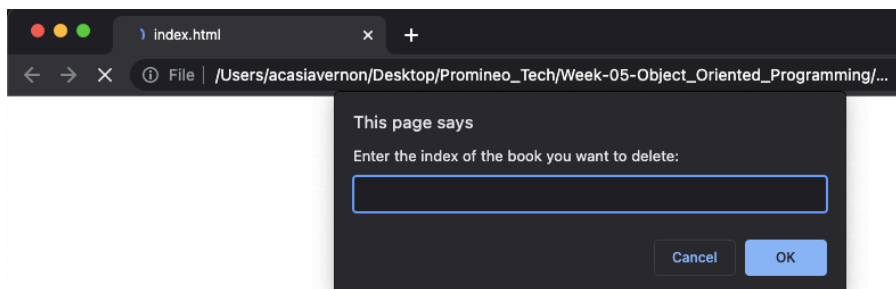 index.html
File | /Users/acasiavernon/Desktop/Promineo_Tech/Week-05-Object_Oriented_Programming/...
This page says
Enter the index of the book you want to delete:
Cancel OK